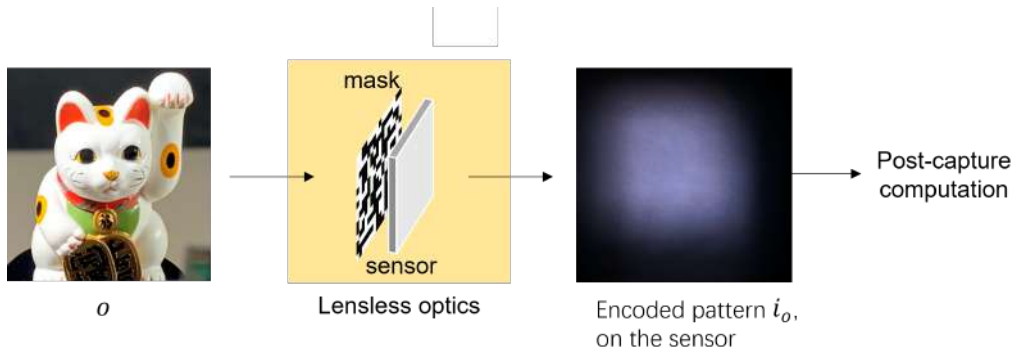 mask
sensor
o
Lensless optics
Encoded pattern i_o,
on the sensor
Post-capture
computation